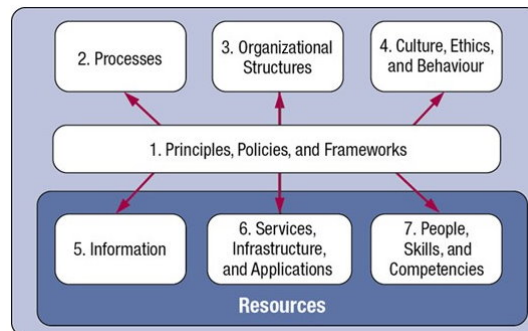 2. Processes
3. Organizational
Structures
4. Culture, Ethics,
and Behaviour
1. Principles, Policies, and Frameworks
5. Information
6. Services,
Infrastructure,
and Applications
7. People,
Skills, and
Competencies
Resources